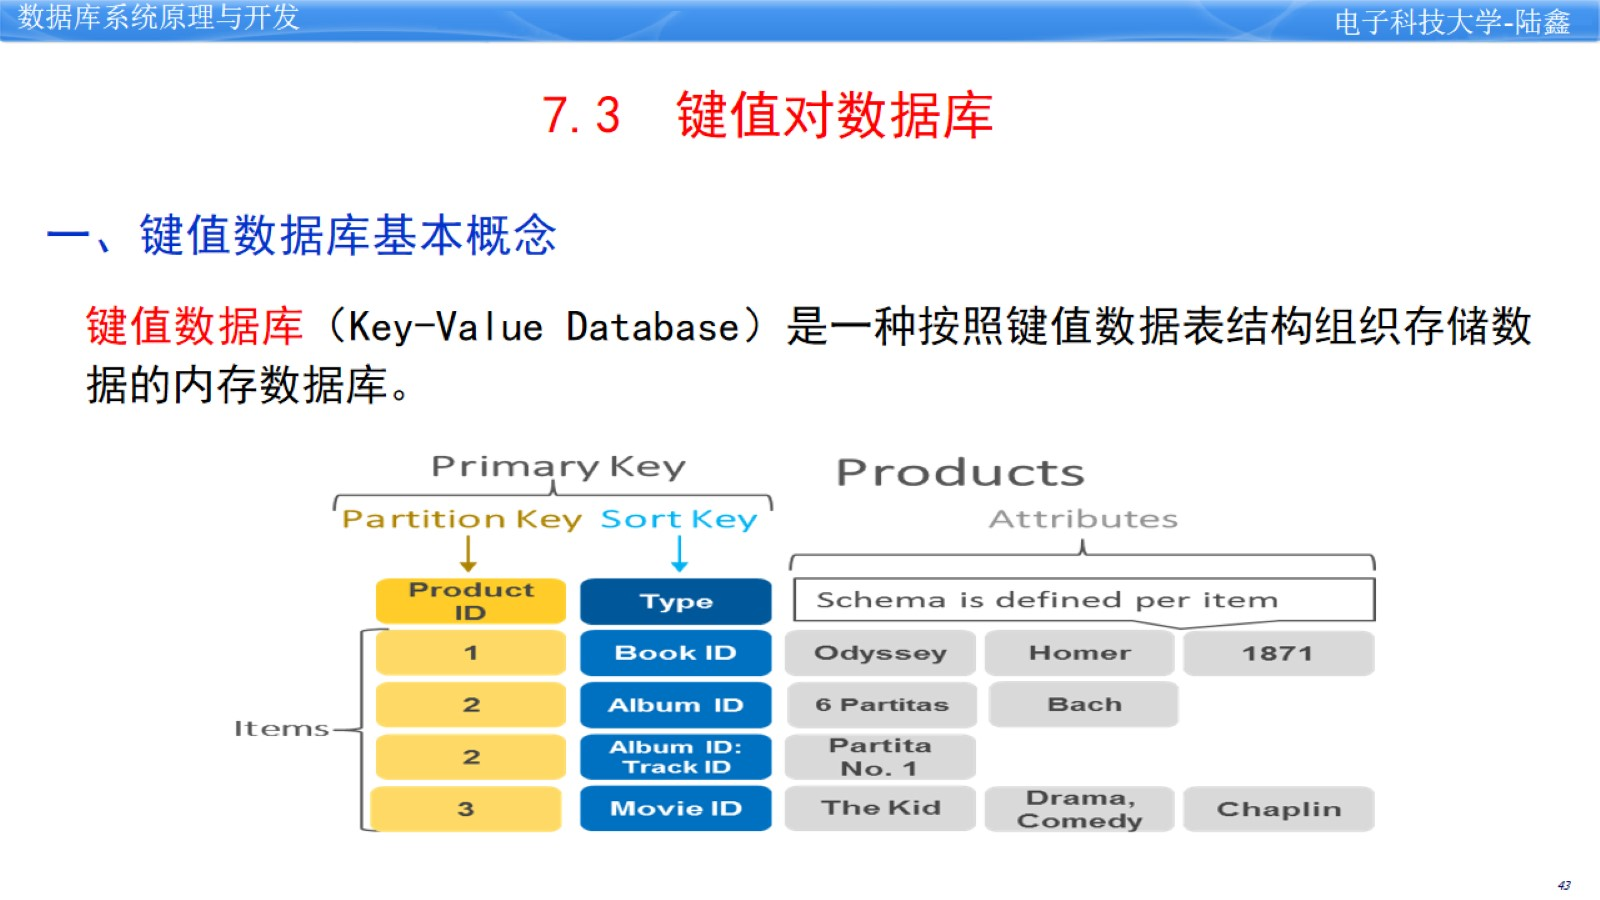 数据库系统原理与开发
电子科技大学-陆鑫
7.3 键值对数据库
一、键值数据库基本概念
键值数据库（Key-Value Database）是一种按照键值数据表结构组织存储数
据的内存数据库。
Primary Key
Products
Partition Key Sort Key
Attributes
Product
ID
Type
Schema is defined per item
1
Book ID
Odyssey
Homer
1871
2
Album ID
6 Partitas
Bach
Items
2
Album ID:
Track ID
Partita
No. 1
3
Movie ID
The Kid
Drama,
Comedy
Chaplin
43